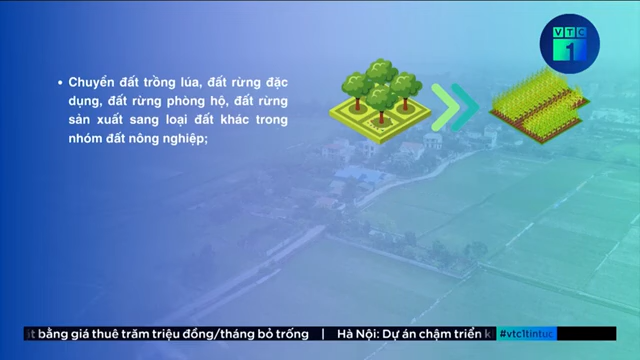 VTC
1
• Chuyển đất trồng lúa, đất rừng đặc
dụng, đất rừng phòng hộ, đất rừng
sản xuất sang loại đất khác trong
nhóm đất nông nghiệp;
bằng giá thuê trăm triệu đồng/tháng bỏ trống | Hà Nội: Dự án chậm triển
#vtc1tintuc